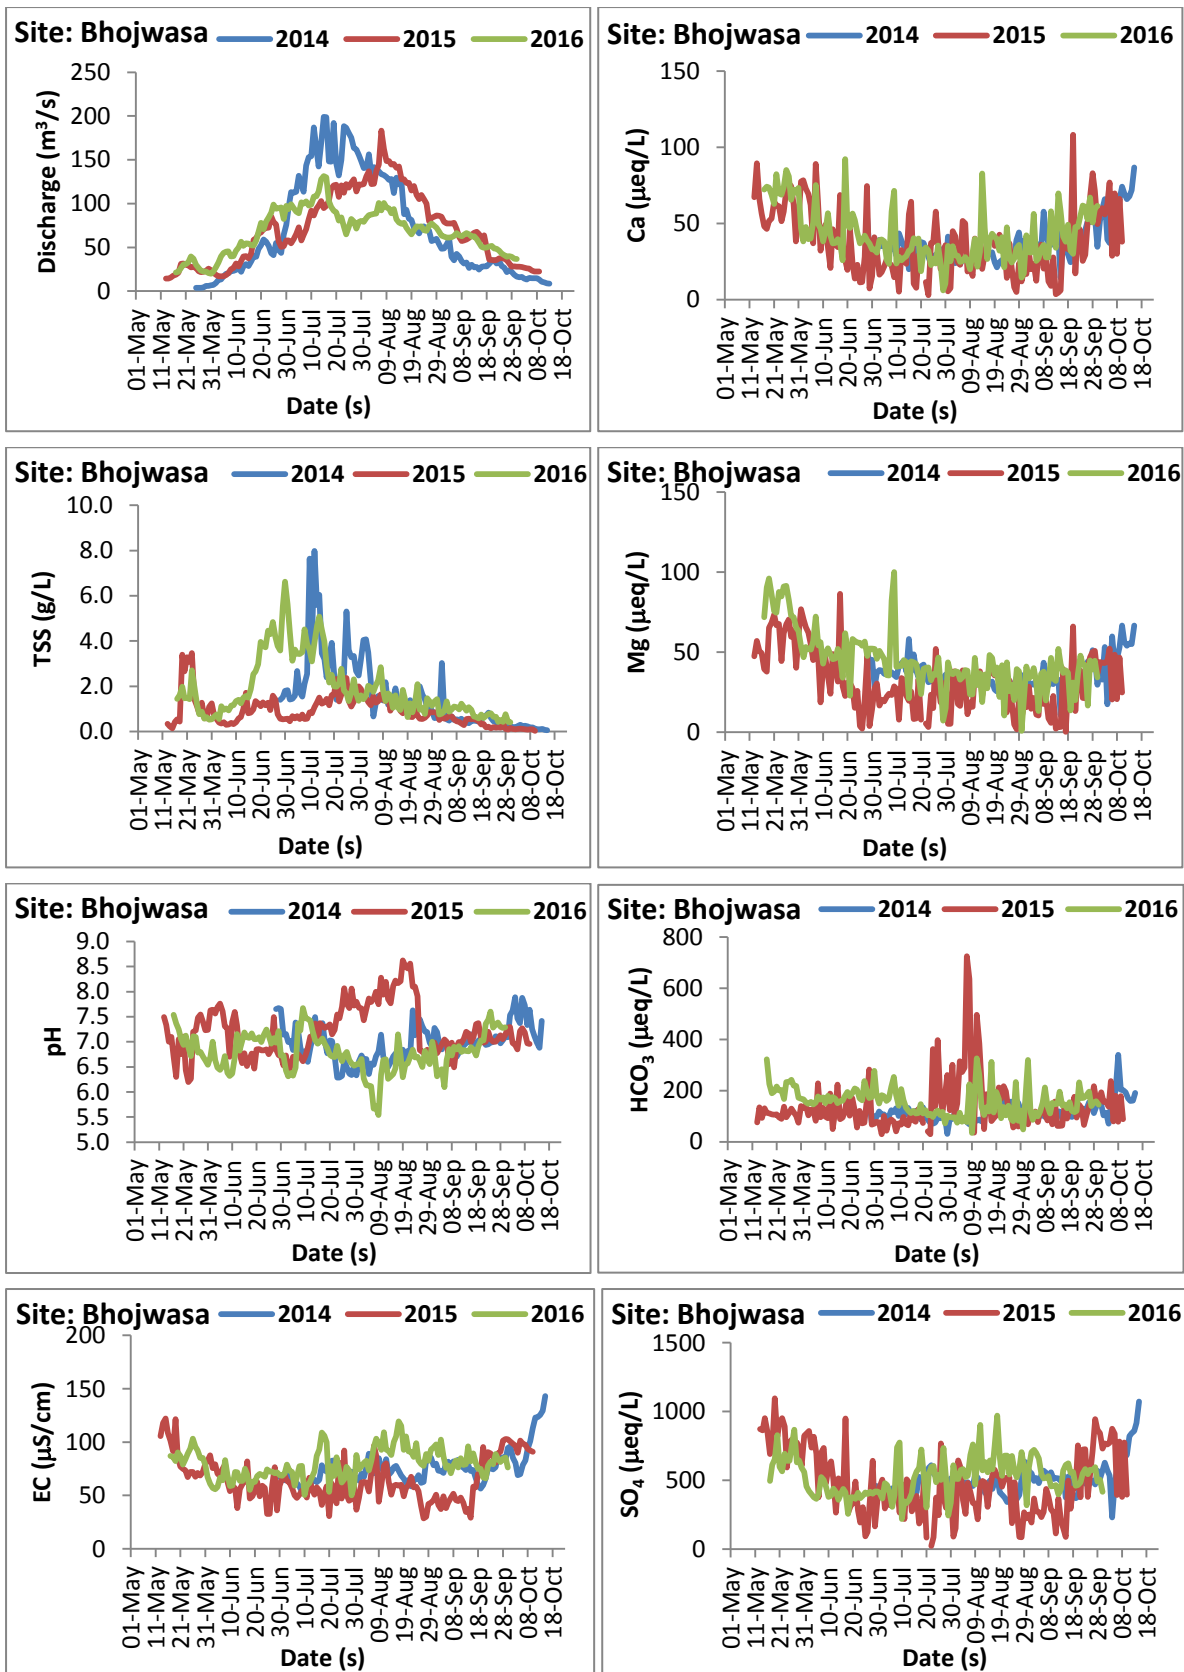 Site: Bhojwasa 2014 2015 2016
Discharge (m³/s)
250
200
150
100
50
0
01-May 11-May 21-May 31-May 10-Jun 20-Jun 30-Jun 10-Jul 20-Jul 30-Jul 09-Aug 19-Aug 29-Aug 08-Sep 18-Sep 28-Sep 08-Oct 18-Oct
Date (s)
Site: Bhojwasa 2014 2015 2016
Ca (µeq/L)
150
100
50
0
01-May 11-May 21-May 31-May 10-Jun 20-Jun 30-Jun 10-Jul 20-Jul 30-Jul 09-Aug 19-Aug 29-Aug 08-Sep 18-Sep 28-Sep 08-Oct 18-Oct
Date (s)
Site: Bhojwasa 2014 2015 2016
TSS (g/L)
10.0
8.0
6.0
4.0
2.0
0.0
01-May 11-May 21-May 31-May 10-Jun 20-Jun 30-Jun 10-Jul 20-Jul 30-Jul 09-Aug 19-Aug 29-Aug 08-Sep 18-Sep 28-Sep 08-Oct 18-Oct
Date (s)
Site: Bhojwasa 2014 2015 2016
Mg (µeq/L)
150
100
50
0
01-May 11-May 21-May 31-May 10-Jun 20-Jun 30-Jun 10-Jul 20-Jul 30-Jul 09-Aug 19-Aug 29-Aug 08-Sep 18-Sep 28-Sep 08-Oct 18-Oct
Date (s)
Site: Bhojwasa 2014 2015 2016
pH
9.0
8.5
8.0
7.5
7.0
6.5
6.0
5.5
5.0
01-May 11-May 21-May 31-May 10-Jun 20-Jun 30-Jun 10-Jul 20-Jul 30-Jul 09-Aug 19-Aug 29-Aug 08-Sep 18-Sep 28-Sep 08-Oct 18-Oct
Date (s)
Site: Bhojwasa 2014 2015 2016
HCO₃ (µeq/L)
800
600
400
200
0
01-May 11-May 21-May 31-May 10-Jun 20-Jun 30-Jun 10-Jul 20-Jul 30-Jul 09-Aug 19-Aug 29-Aug 08-Sep 18-Sep 28-Sep 08-Oct 18-Oct
Date (s)
Site: Bhojwasa 2014 2015 2016
EC (µS/cm)
200
150
100
50
0
01-May 11-May 21-May 31-May 10-Jun 20-Jun 30-Jun 10-Jul 20-Jul 30-Jul 09-Aug 19-Aug 29-Aug 08-Sep 18-Sep 28-Sep 08-Oct 18-Oct
Date (s)
Site: Bhojwasa 2014 2015 2016
SO₄ (µeq/L)
1500
1000
500
0
01-May 11-May 21-May 31-May 10-Jun 20-Jun 30-Jun 10-Jul 20-Jul 30-Jul 09-Aug 19-Aug 29-Aug 08-Sep 18-Sep 28-Sep 08-Oct 18-Oct
Date (s)